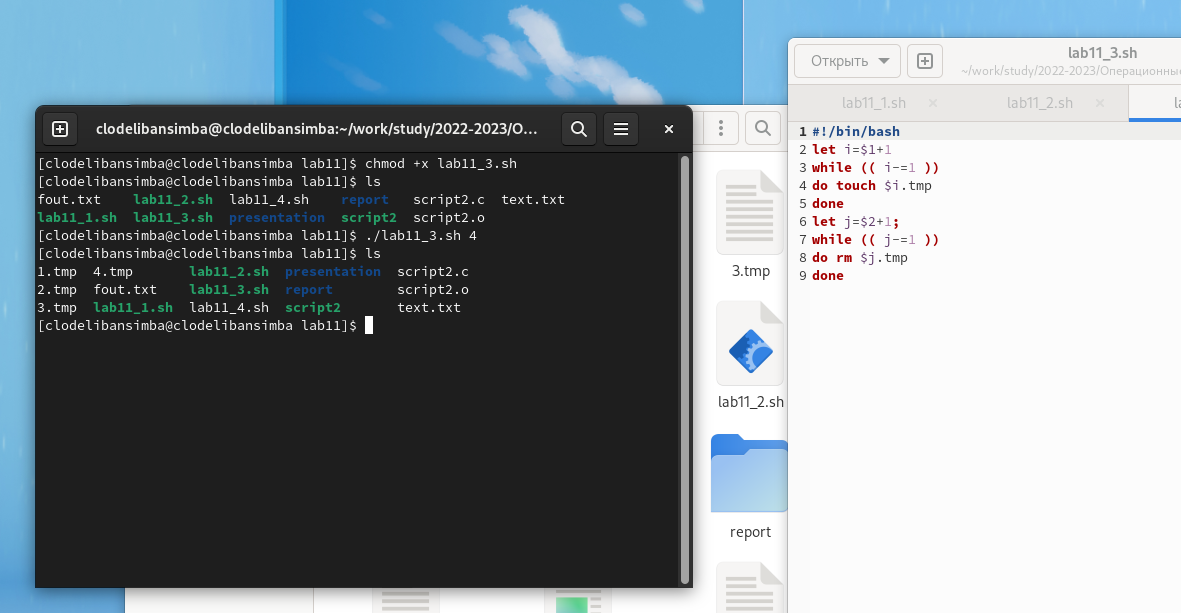 clodelibansimba@clodelibansimba:~/work/study/2022-2023/O...
[clodelibansimba@clodelibansimba lab11]$ chmod +x lab11_3.sh
[clodelibansimba@clodelibansimba lab11]$ ls
fout.txt lab11_2.sh lab11_4.sh report script2.c text.txt
lab11_1.sh lab11_3.sh presentation script2 script2.o
[clodelibansimba@clodelibansimba lab11]$ ./lab11_3.sh 4
[clodelibansimba@clodelibansimba lab11]$ ls
1.tmp 4.tmp lab11_2.sh presentation script2.c
2.tmp fout.txt lab11_3.sh report script2.o
3.tmp lab11_1.sh lab11_4.sh script2 text.txt
[clodelibansimba@clodelibansimba lab11]$
3.tmp
lab11_2.sh
report
Открыть
lab11_3.sh
~/work/study/2022-2023/Операционные
lab11_1.sh
lab11_2.sh
1 #!/bin/bash
2 let i=$1+1
3 while (( i-=1 ))
4 do touch $i.tmp
5 done
6 let j=$2+1;
7 while (( j-=1 ))
8 do rm $j.tmp
9 done